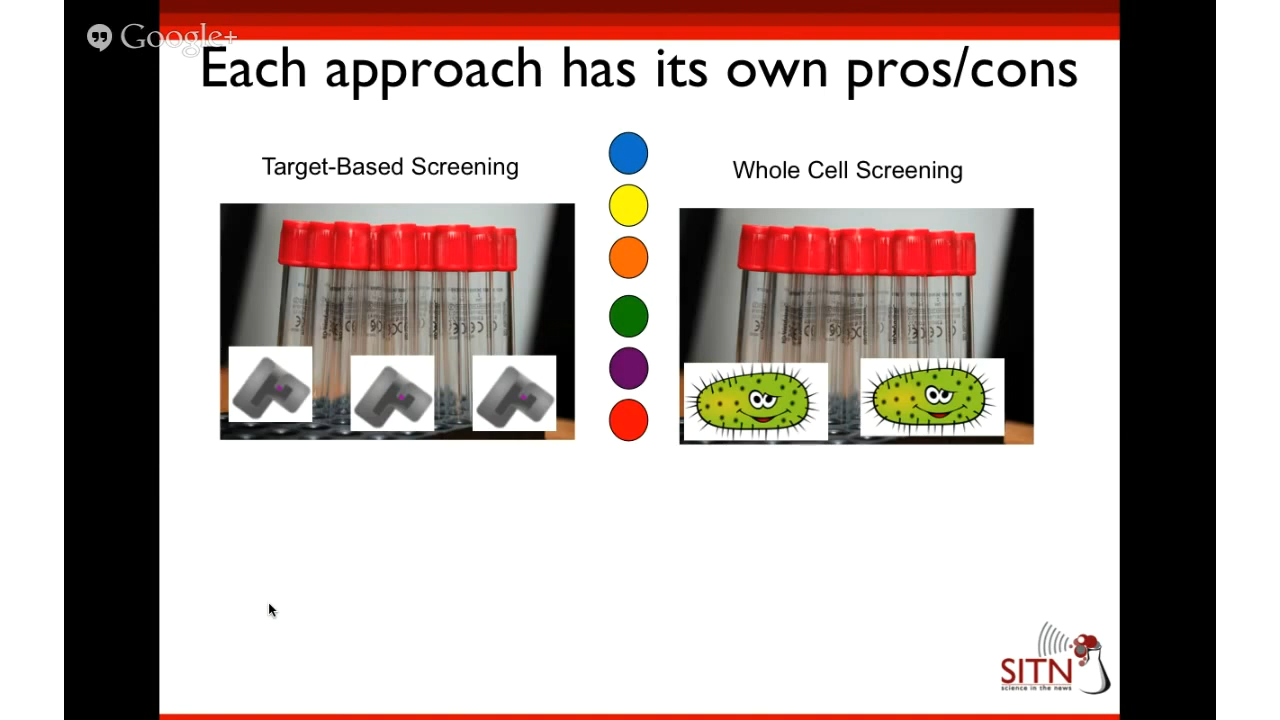 Google+
Each approach has its own pros/cons
Target-Based Screening
Whole Cell Screening
SITN
science in the news